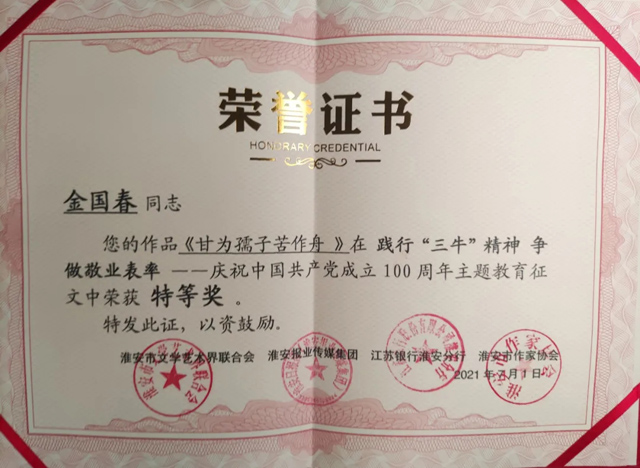 荣誉证书
HONORARY CREDENTIAL
金国春 同志
您的作品《甘为孺子苦作舟 》在 践行“三牛”精神 争
做敬业表率 ——庆祝中国共产党成立100周年主题教育征
文中荣获 特等奖 。
特发此证，以资鼓励。
淮安市文学艺术界联合会 淮安报业传媒集团 江苏银行淮安分行 淮安市作家协会
2021年7月1日